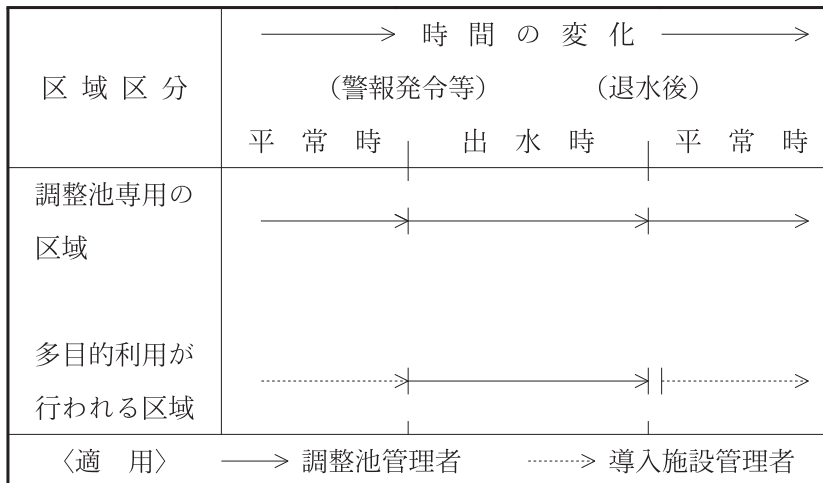 時間の変化
区域区分
（警報発令等） （退水後）
平常時 出水時 平常時
調整池専用の
区域
多目的利用が
行われる区域
〈適用〉 調整池管理者 導入施設管理者